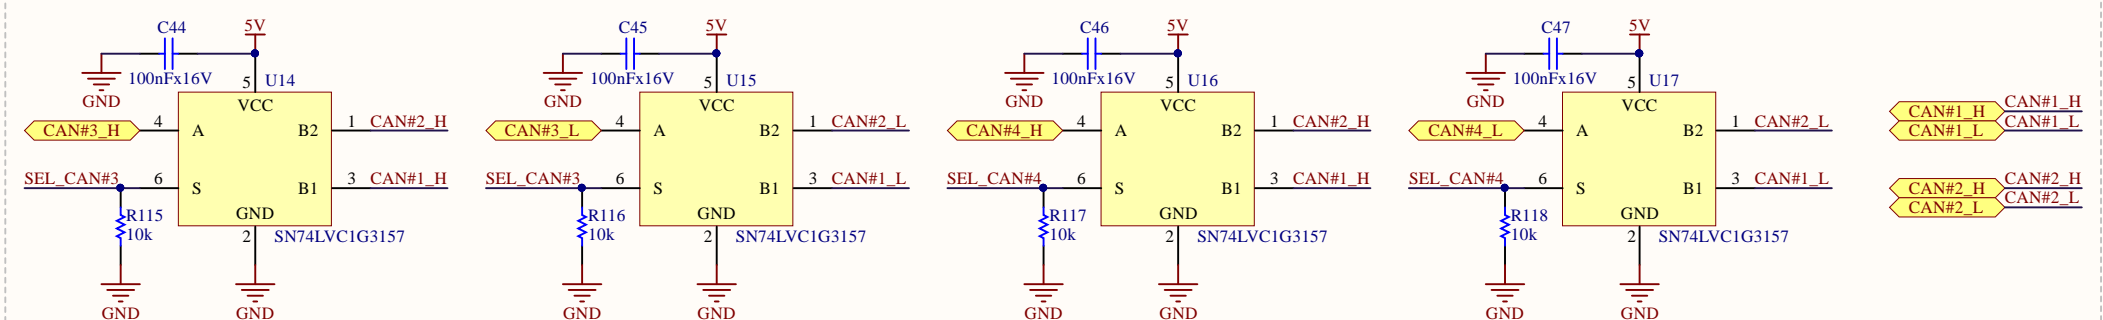 C44
5V
100nFx16V
GND
5
U14
VCC
CAN#3_H
4
A
B2
1
CAN#2_H
SEL_CAN#3
6
S
B1
3
CAN#1_H
GND
R115
10k
2
SN74LVC1G3157
GND
GND
C45
5V
100nFx16V
GND
5
U15
VCC
CAN#3_L
4
A
B2
1
CAN#2_L
SEL_CAN#3
6
S
B1
3
CAN#1_L
GND
R116
10k
2
SN74LVC1G3157
GND
GND
C46
5V
100nFx16V
GND
5
U16
VCC
CAN#4_H
4
A
B2
1
CAN#2_H
SEL_CAN#4
6
S
B1
3
CAN#1_H
GND
R117
10k
2
SN74LVC1G3157
GND
GND
C47
5V
100nFx16V
GND
5
U17
VCC
CAN#4_L
4
A
B2
1
CAN#2_L
SEL_CAN#4
6
S
B1
3
CAN#1_L
GND
R118
10k
2
SN74LVC1G3157
GND
GND
CAN#1_H
CAN#1_H
CAN#1_L
CAN#1_L
CAN#2_H
CAN#2_H
CAN#2_L
CAN#2_L